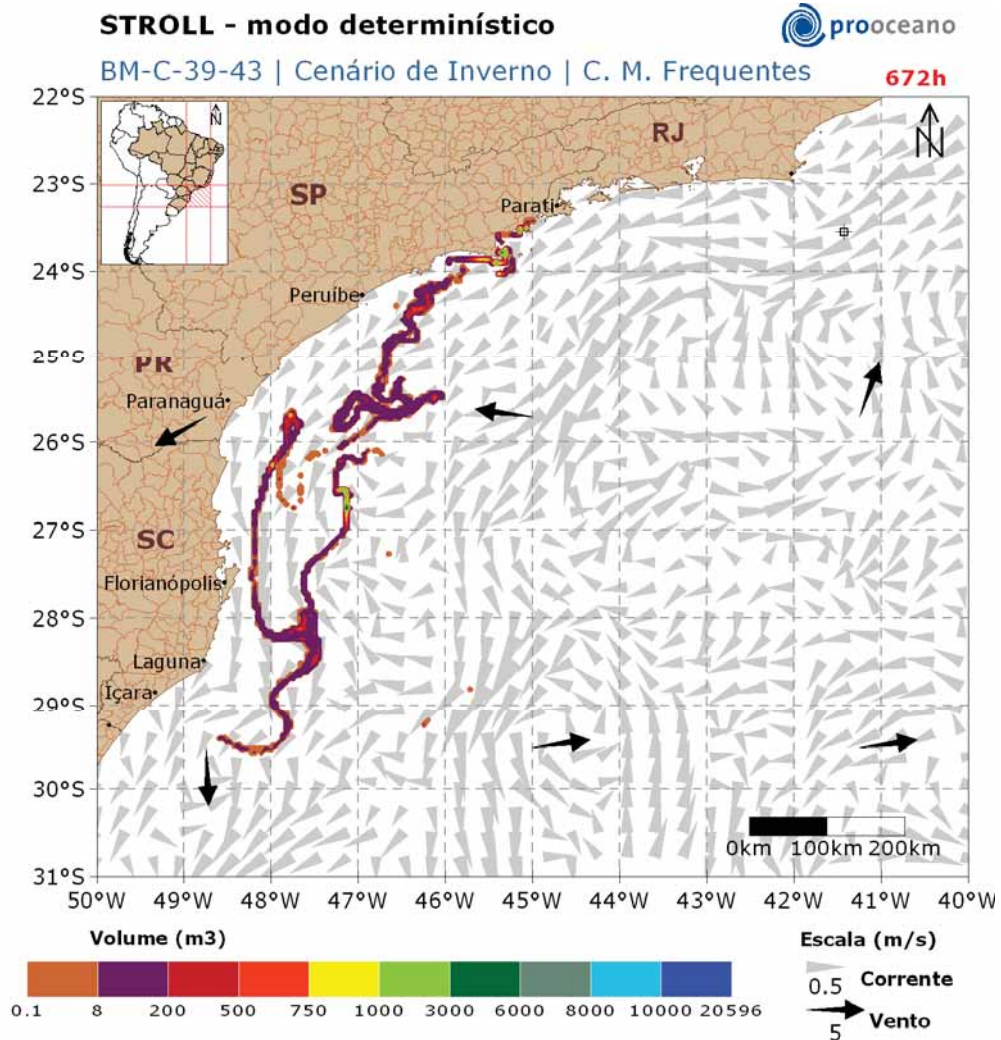 STROLL - modo determinístico
prooceano
BM-C-39-43 | Cenário de Inverno | C. M. Frequentes
672h
22°S
23°S
24°S
25°S
26°S
27°S
28°S
29°S
30°S
31°S
N
N
RJ
SP
Parati
Peruíbe
PR
Paranaguá
SC
Florianópolis
Laguna
Içara
0km 100km 200km
50°W 49°W 48°W 47°W 46°W 45°W 44°W 43°W 42°W 41°W 40°W
Volume (m3)
0.1 8 200 500 750 1000 3000 6000 8000 10000 20596
Escala (m/s)
0.5 Corrente
5 Vento